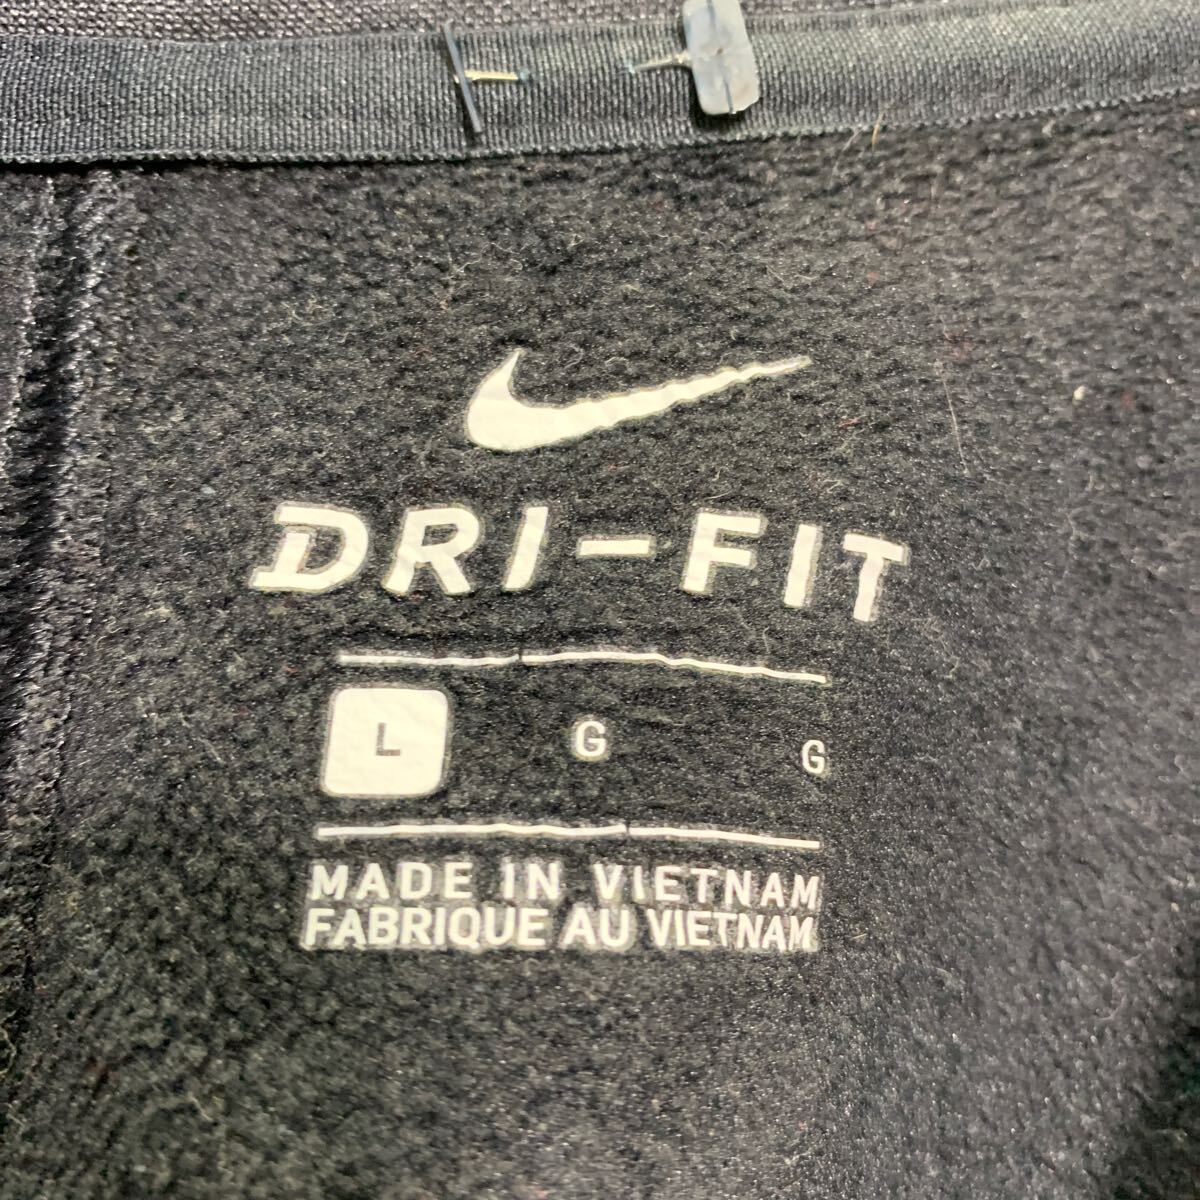 DRI-FIT
L G G
MADE IN VIETNAM
FABRIQUE AU VIETNAM